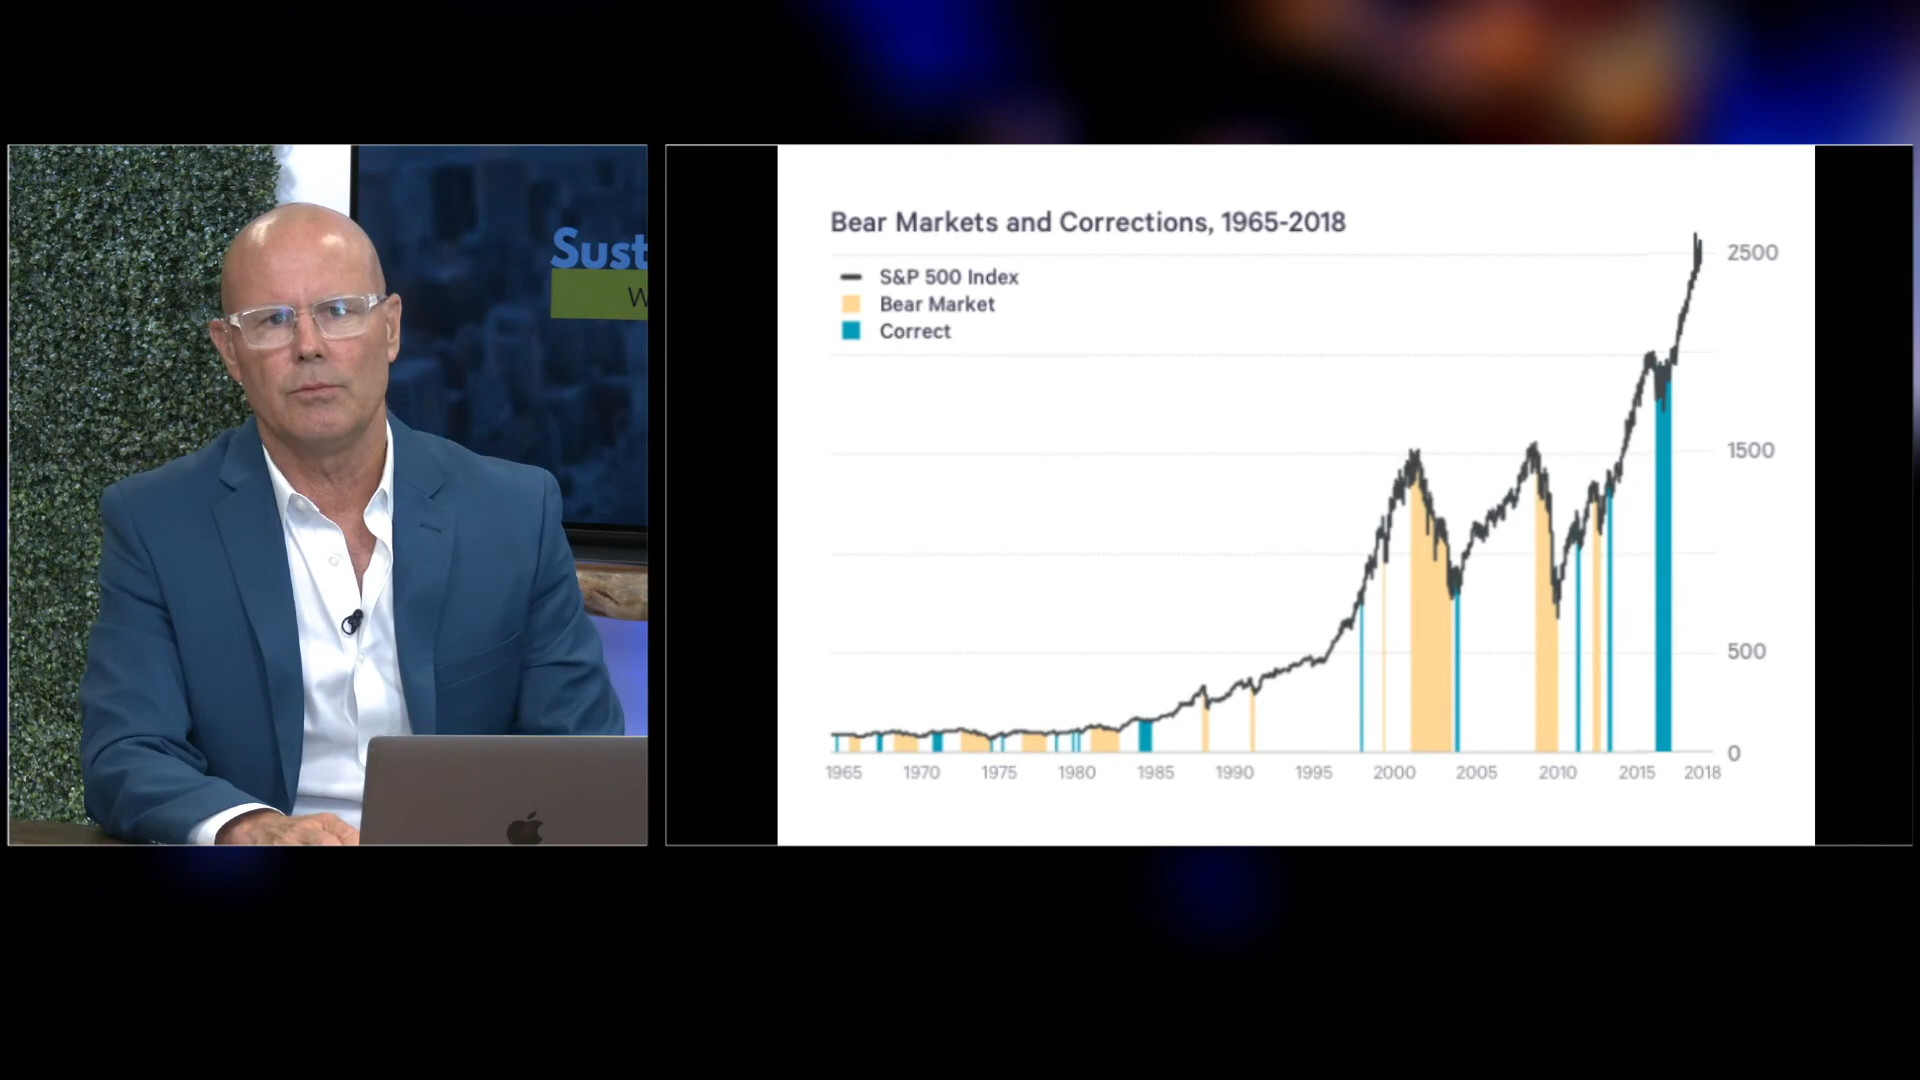 Sust
W
Bear Markets and Corrections, 1965-2018
S&P 500 Index
Bear Market
Correct
2500
1500
500
0
1965 1970 1975 1980 1985 1990 1995 2000 2005 2010 2015 2018